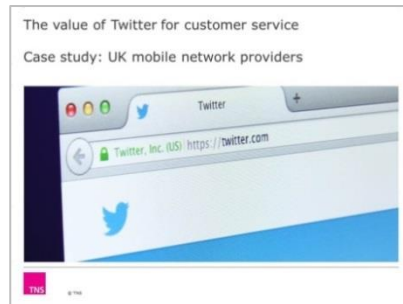 The value of Twitter for customer service
Case study: UK mobile network providers
Twitter
Twitter, Inc. (US) https://twitter.com
TNS
© TNS